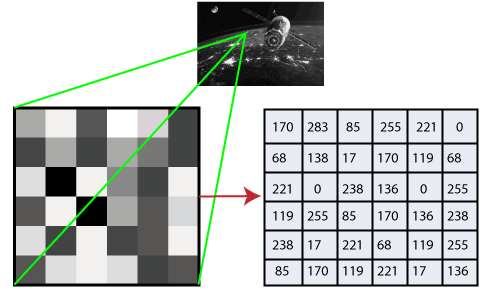 170 283 85 255 221 0
68 138 17 170 119 68
221 0 238 136 0 255
119 255 85 170 136 238
238 17 221 68 119 255
85 170 119 221 17 136